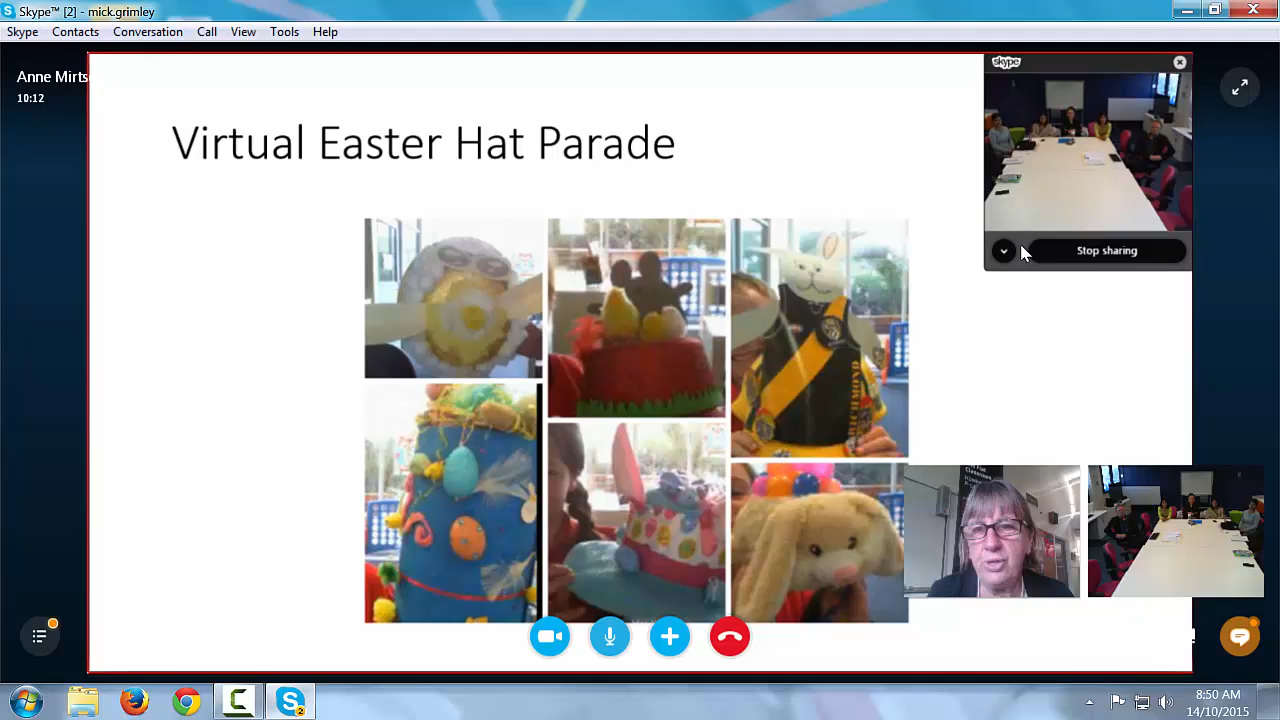 Skype™ [2] - mick.grimley
Skype Contacts Conversation Call View Tools Help
Anne Mirts
10:12
skype
Virtual Easter Hat Parade
Stop sharing
RICHMOND
8:50 AM
14/10/2015